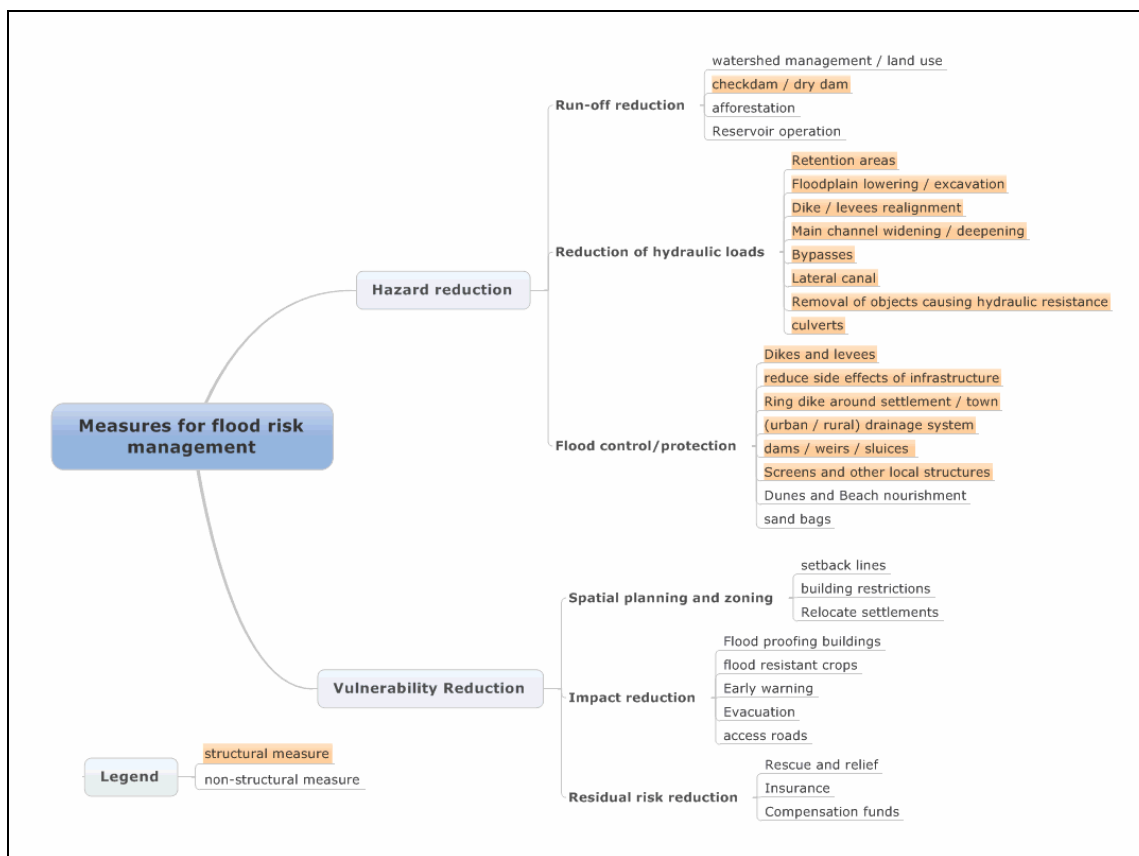 Measures for flood risk
management
Hazard reduction
Run-off reduction
watershed management / land use
checkdam / dry dam
afforestation
Reservoir operation
Reduction of hydraulic loads
Retention areas
Floodplain lowering / excavation
Dike / levees realignment
Main channel widening / deepening
Bypasses
Lateral canal
Removal of objects causing hydraulic resistance
culverts
Flood control/protection
Dikes and levees
reduce side effects of infrastructure
Ring dike around settlement / town
(urban / rural) drainage system
dams / weirs / sluices
Screens and other local structures
Dunes and Beach nourishment
sand bags
Vulnerability Reduction
Spatial planning and zoning
setback lines
building restrictions
Relocate settlements
Impact reduction
Flood proofing buildings
flood resistant crops
Early warning
Evacuation
access roads
Residual risk reduction
Rescue and relief
Insurance
Compensation funds
Legend
structural measure
non-structural measure